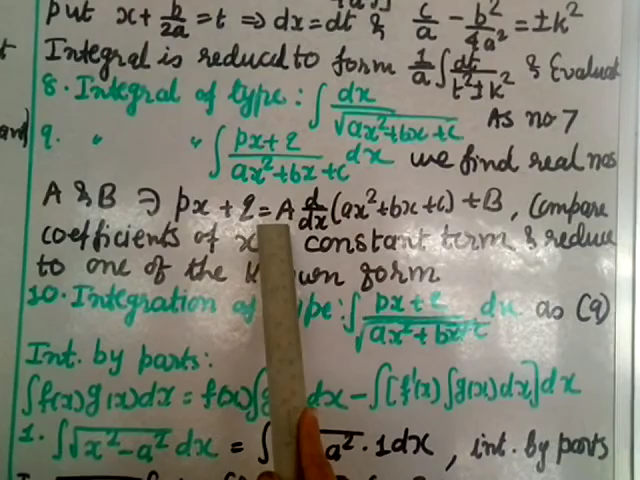 put x + b/2a = t ⇒ dx = dt & c/a - b²/4a² = ±k²
Integral is reduced to form 1/a ∫ dt/t²±k² & Evaluat
8. Integral of type: ∫ dx/√ax²+bx+c As no 7
9. " " ∫ px+q/ax²+bx+c dx we find real nos
A & B ∋ px + q = A d/dx (ax²+bx+c) + B, Compare
coefficients of x constant term & reduce
to one of the form
10. Integration of type: ∫ px+q/√ax²+bx+c dx as (9)
Int. by parts:
∫f(x)g(x)dx = f(x)∫g dx - ∫[f'(x)∫g(x)dx]dx
1. ∫√x²-a² dx = ∫ a² . 1dx , int. by parts